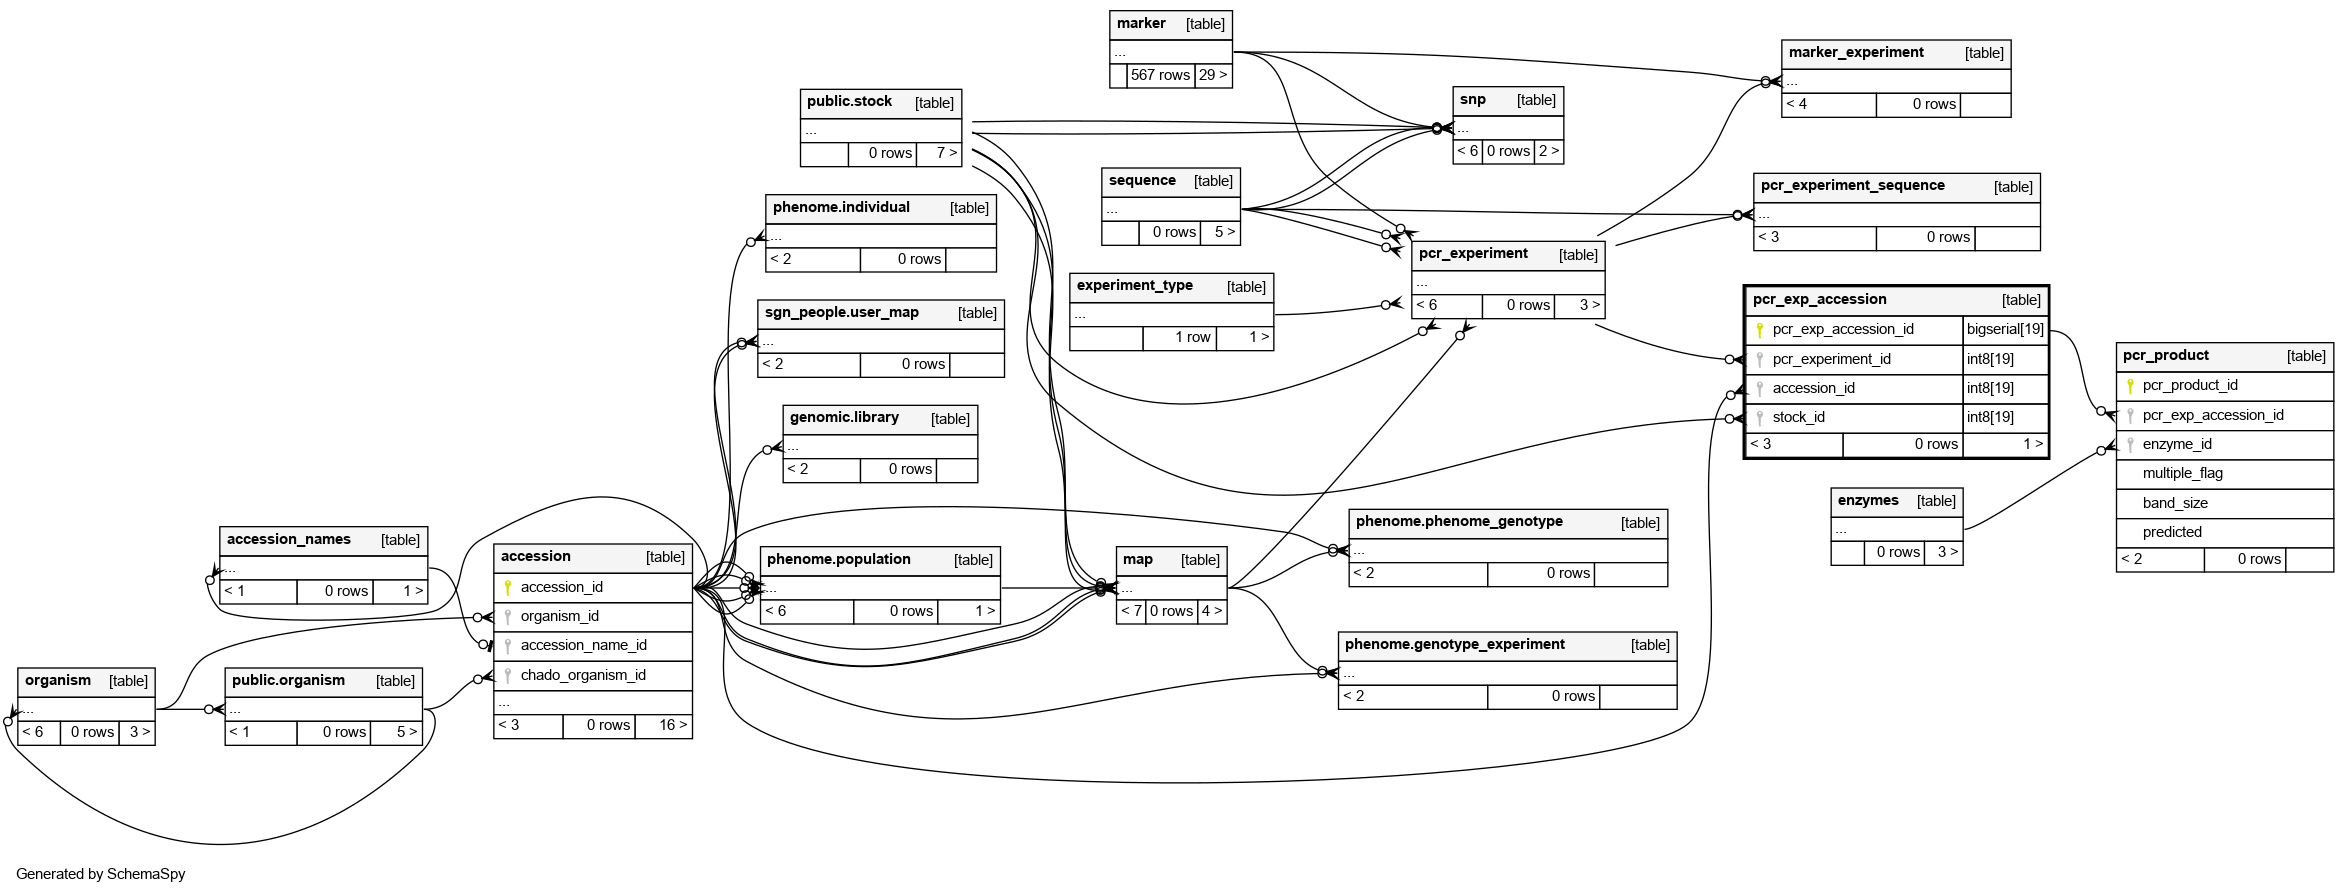 marker [table]
...
567 rows 29 >
marker_experiment [table]
...
< 4 0 rows
public.stock [table]
...
0 rows 7 >
snp [table]
...
< 6 0 rows 2 >
sequence [table]
...
0 rows 5 >
pcr_experiment_sequence [table]
...
< 3 0 rows
phenome.individual [table]
...
< 2 0 rows
pcr_experiment [table]
...
< 6 0 rows 3 >
experiment_type [table]
...
1 row 1 >
sgn_people.user_map [table]
...
< 2 0 rows
pcr_exp_accession [table]
pcr_exp_accession_id bigserial[19]
pcr_experiment_id int8[19]
accession_id int8[19]
stock_id int8[19]
< 3 0 rows 1 >
pcr_product [table]
pcr_product_id
pcr_exp_accession_id
enzyme_id
multiple_flag
band_size
predicted
< 2 0 rows
genomic.library [table]
...
< 2 0 rows
enzymes [table]
...
0 rows 3 >
accession_names [table]
...
< 1 0 rows 1 >
accession [table]
accession_id
organism_id
accession_name_id
chado_organism_id
...
< 3 0 rows 16 >
phenome.population [table]
...
< 6 0 rows 1 >
map [table]
...
< 7 0 rows 4 >
phenome.phenome_genotype [table]
...
< 2 0 rows
phenome.genotype_experiment [table]
...
< 2 0 rows
organism [table]
...
< 6 0 rows 3 >
public.organism [table]
...
< 1 0 rows 5 >
Generated by SchemaSpy